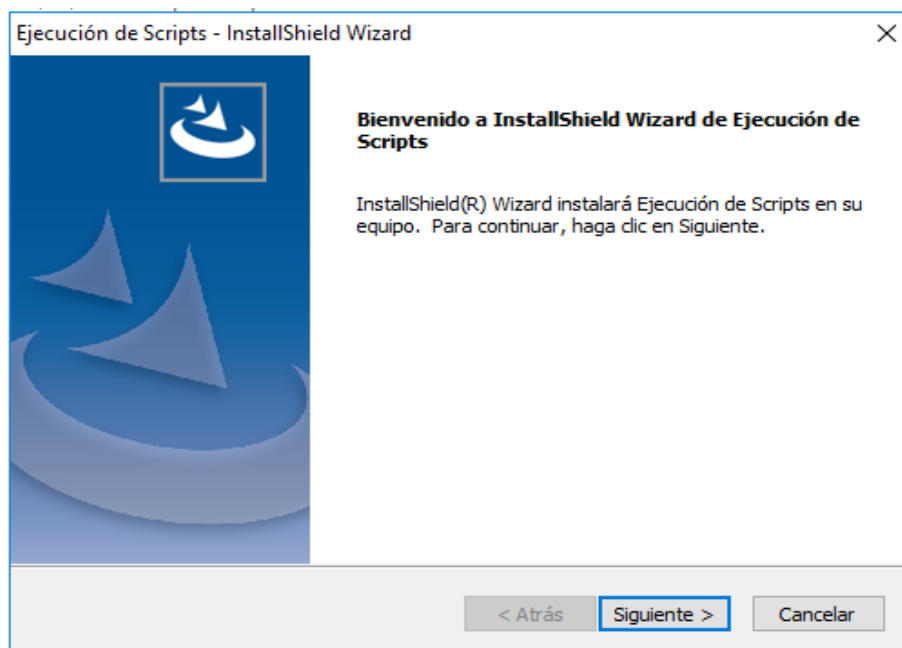 Ejecución de Scripts - InstallShield Wizard
Bienvenido a InstallShield Wizard de Ejecución de
Scripts
InstallShield(R) Wizard instalará Ejecución de Scripts en su
equipo.  Para continuar, haga clic en Siguiente.
< Atrás
Siguiente >
Cancelar